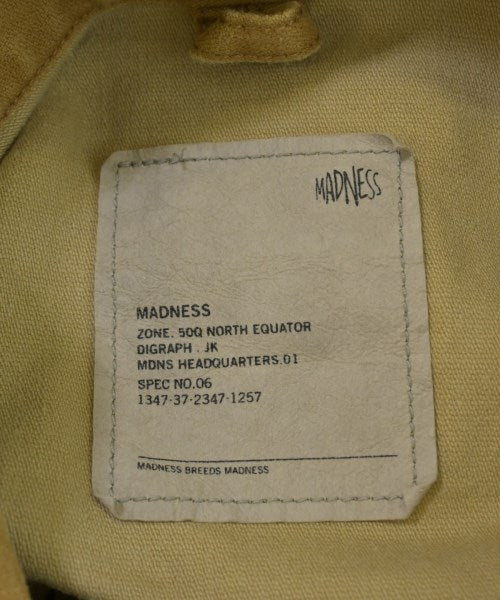 MADNESS
MADNESS
ZONE. 50Q NORTH EQUATOR
DIGRAPH . JK
MDNS HEADQUARTERS.01
SPEC NO.06
1347-37-2347-1257
MADNESS BREEDS MADNESS